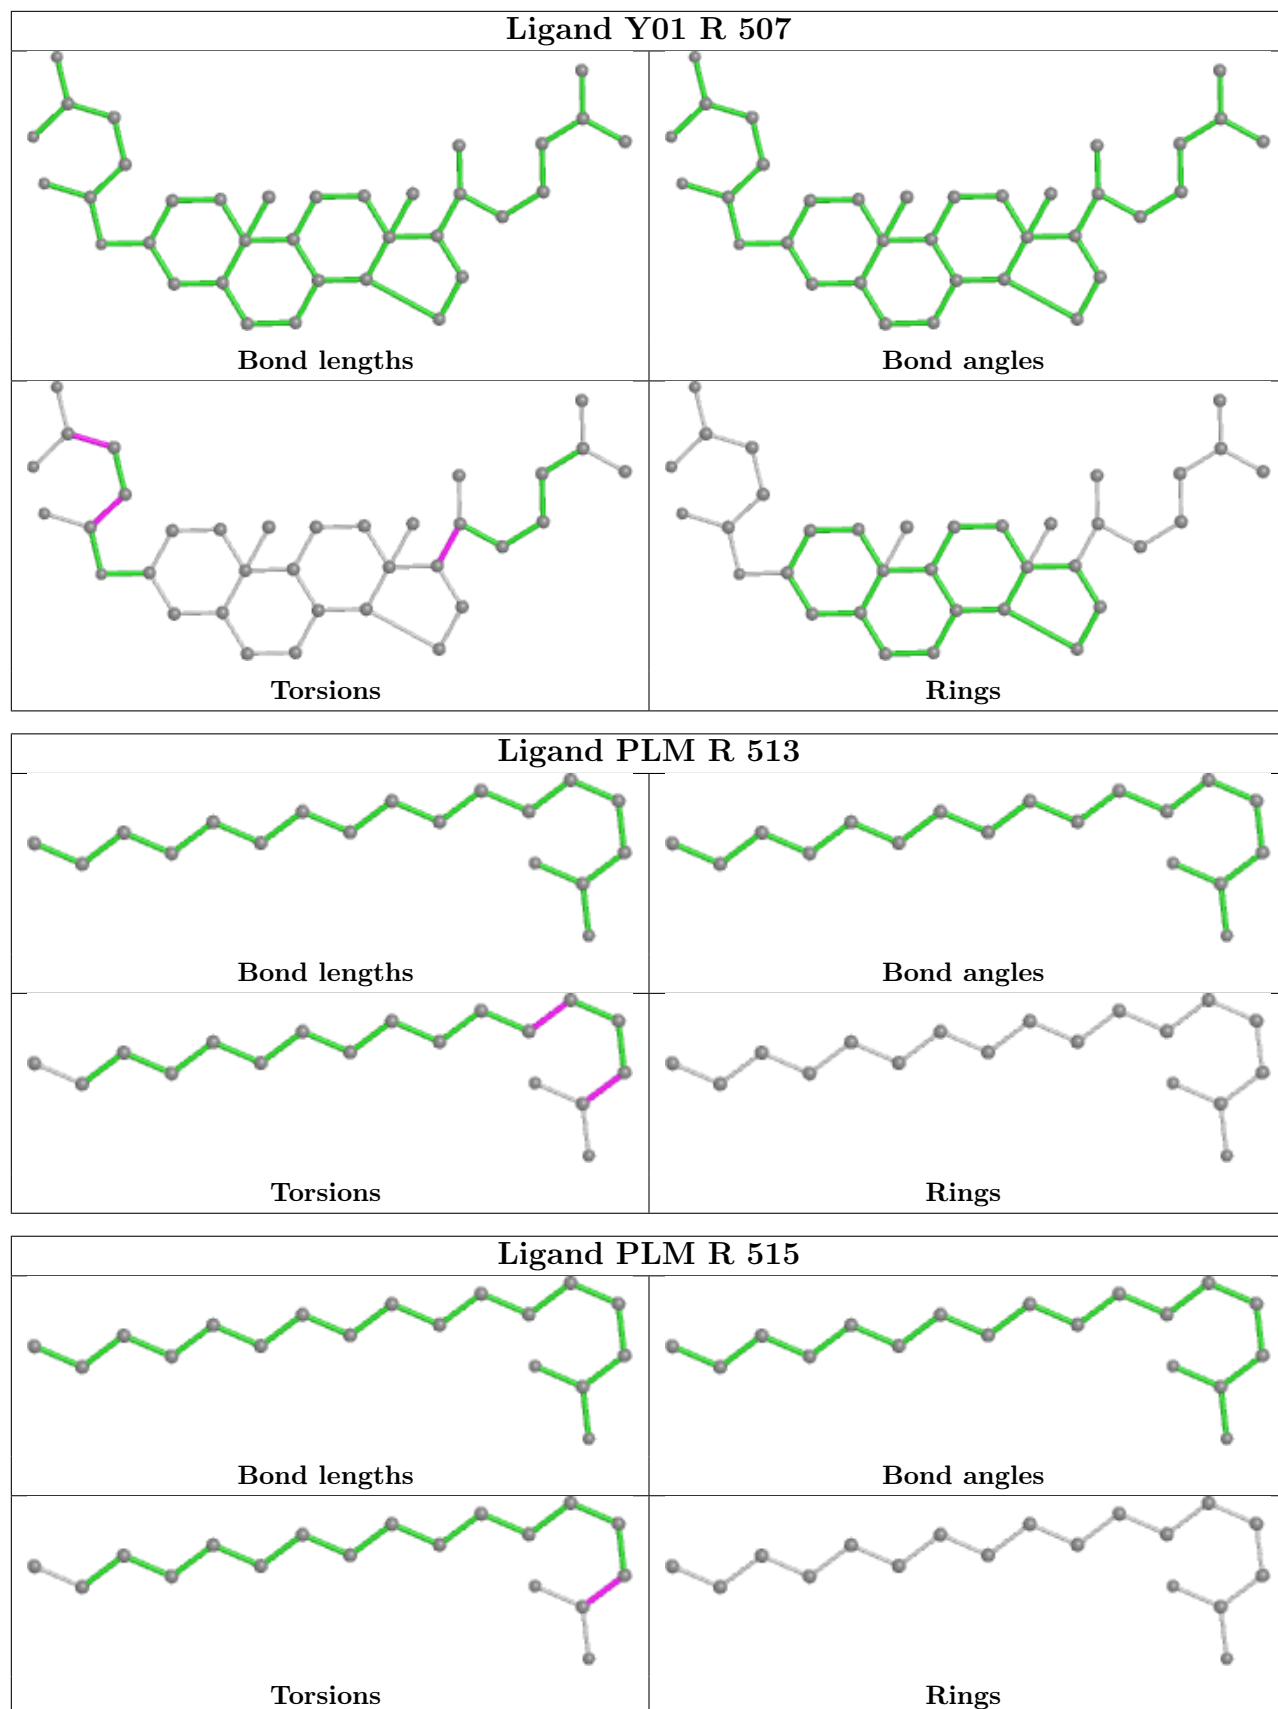 Ligand Y01 R 507
Bond lengths
Bond angles
Torsions
Rings
Ligand PLM R 513
Bond lengths
Bond angles
Torsions
Rings
Ligand PLM R 515
Bond lengths
Bond angles
Torsions
Rings